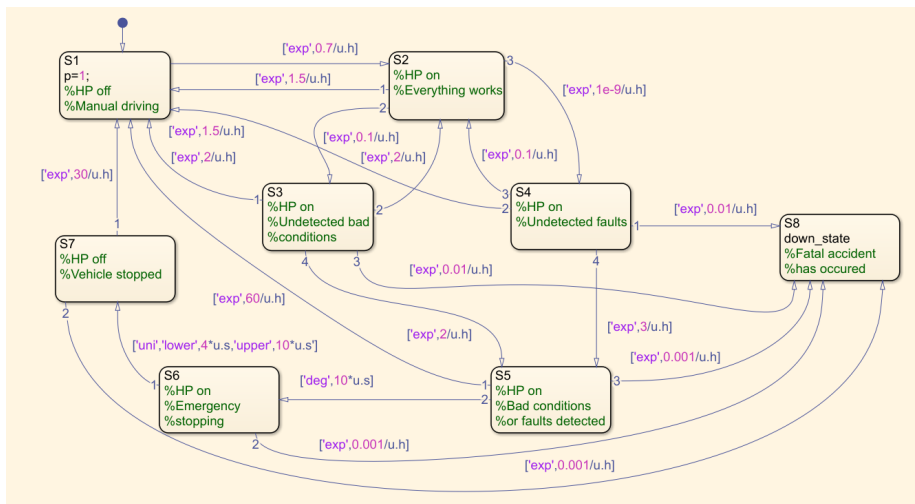 S1
p=1;
%HP off
%Manual driving
['exp',0.7/u.h]
S2
%HP on
%Everything works
3
1
2
['exp',1.5/u.h]
['exp',1e-9/u.h]
['exp',1.5/u.h]
['exp',0.1/u.h]
['exp',2/u.h]
['exp',2/u.h]
['exp',0.1/u.h]
['exp',30/u.h]
S3
%HP on
%Undetected bad
%conditions
1
2
4
3
S4
%HP on
%Undetected faults
3
2
1
4
['exp',0.01/u.h]
S8
down_state
%Fatal accident
%has occured
1
S7
%HP off
%Vehicle stopped
2
['exp',0.01/u.h]
['exp',60/u.h]
['exp',2/u.h]
['exp',3/u.h]
['uni','lower',4*u.s,'upper',10*u.s']
['exp',0.001/u.h]
S6
%HP on
%Emergency
%stopping
1
2
['deg',10*u.s]
S5
%HP on
%Bad conditions
%or faults detected
1
2
3
['exp',0.001/u.h]
['exp',0.001/u.h]